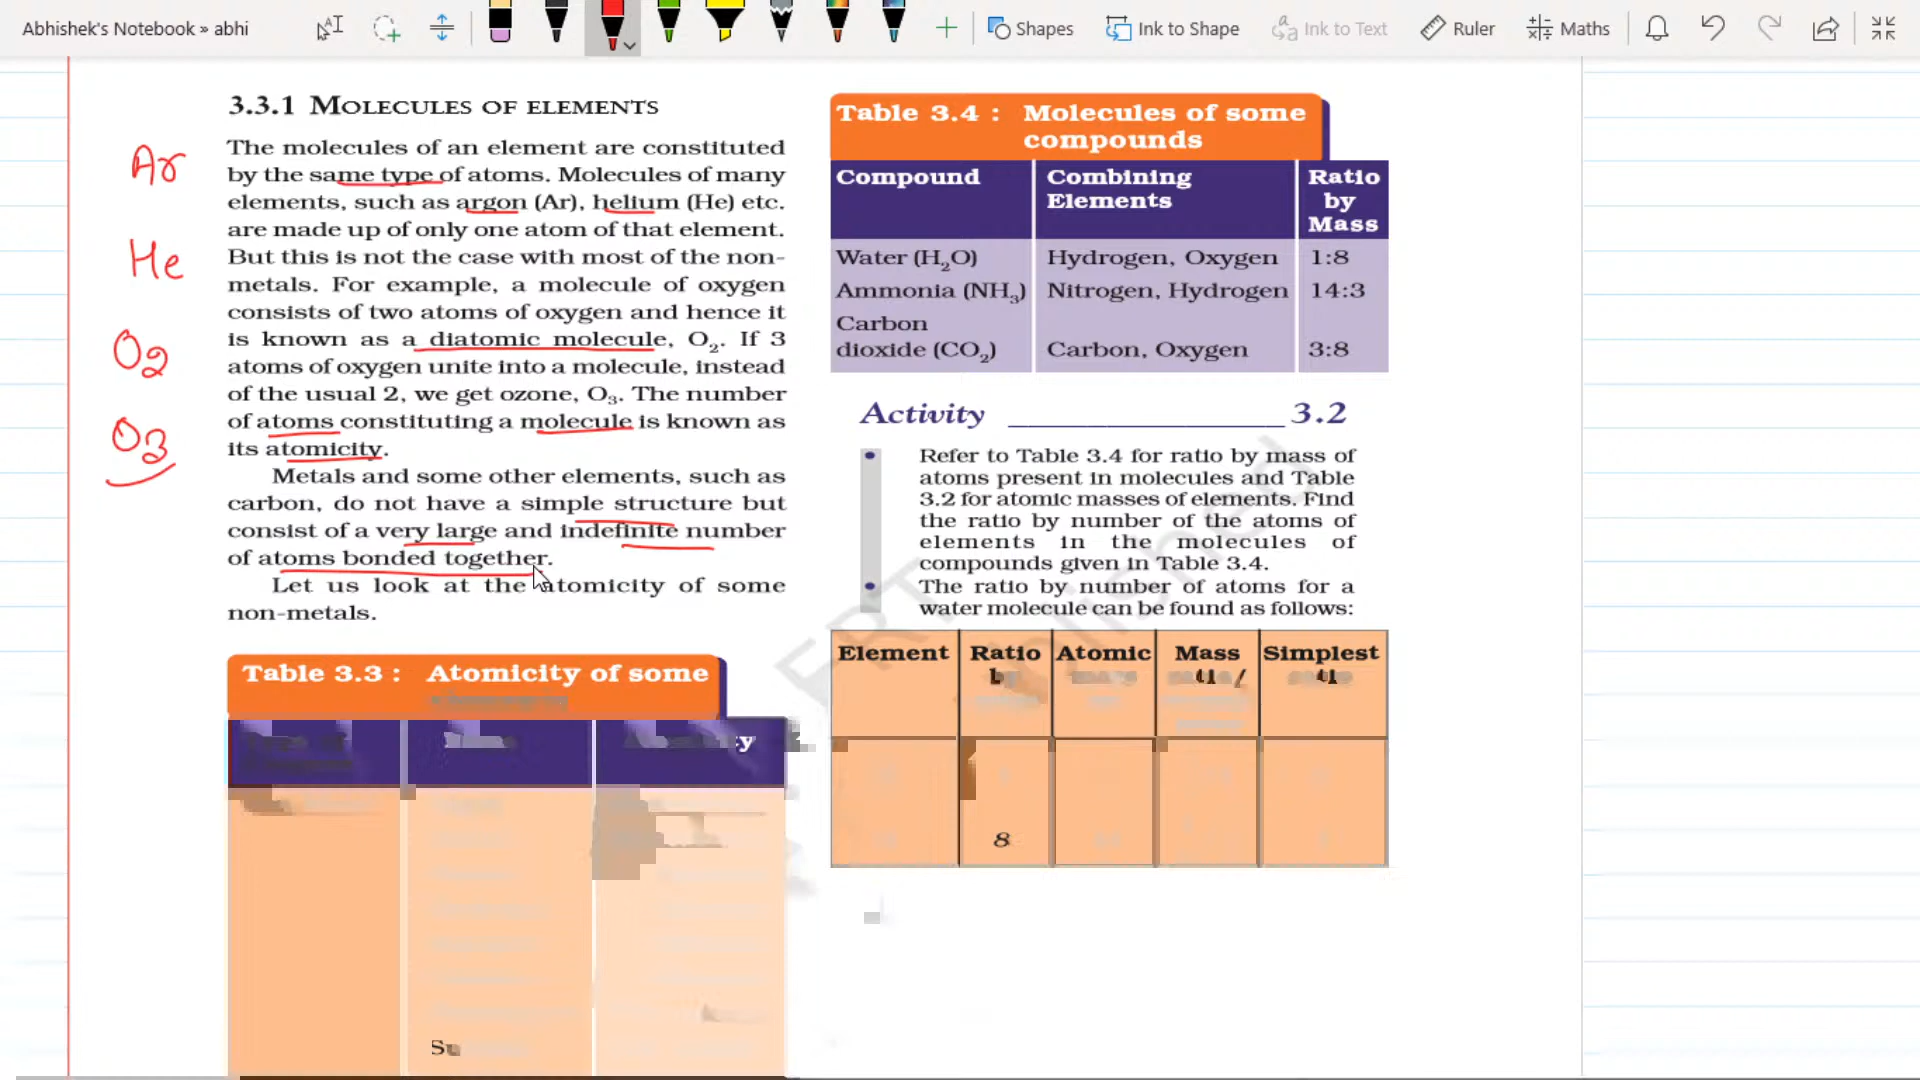 Abhishek's Notebook » abhi
Shapes
Ink to Shape
Ink to Text
Ruler
Maths
Ar
He
O2
O3
3.3.1 MOLECULES OF ELEMENTS
The molecules of an element are constituted
by the same type of atoms. Molecules of many
elements, such as argon (Ar), helium (He) etc.
are made up of only one atom of that element.
But this is not the case with most of the non-
metals. For example, a molecule of oxygen
consists of two atoms of oxygen and hence it
is known as a diatomic molecule, O2. If 3
atoms of oxygen unite into a molecule, instead
of the usual 2, we get ozone, O3. The number
of atoms constituting a molecule is known as
its atomicity.
Metals and some other elements, such as
carbon, do not have a simple structure but
consist of a very large and indefinite number
of atoms bonded together.
Let us look at the atomicity of some
non-metals.
Table 3.3 : Atomicity of some
Table 3.4 : Molecules of some
compounds
Compound Combining Elements Ratio by Mass
Water (H2O) Hydrogen, Oxygen 1:8
Ammonia (NH3) Nitrogen, Hydrogen 14:3
Carbon
dioxide (CO2) Carbon, Oxygen 3:8
Activity 3.2
• Refer to Table 3.4 for ratio by mass of
atoms present in molecules and Table
3.2 for atomic masses of elements. Find
the ratio by number of the atoms of
elements in the molecules of
compounds given in Table 3.4.
• The ratio by number of atoms for a
water molecule can be found as follows:
Element Ratio Atomic Mass Simplest
8